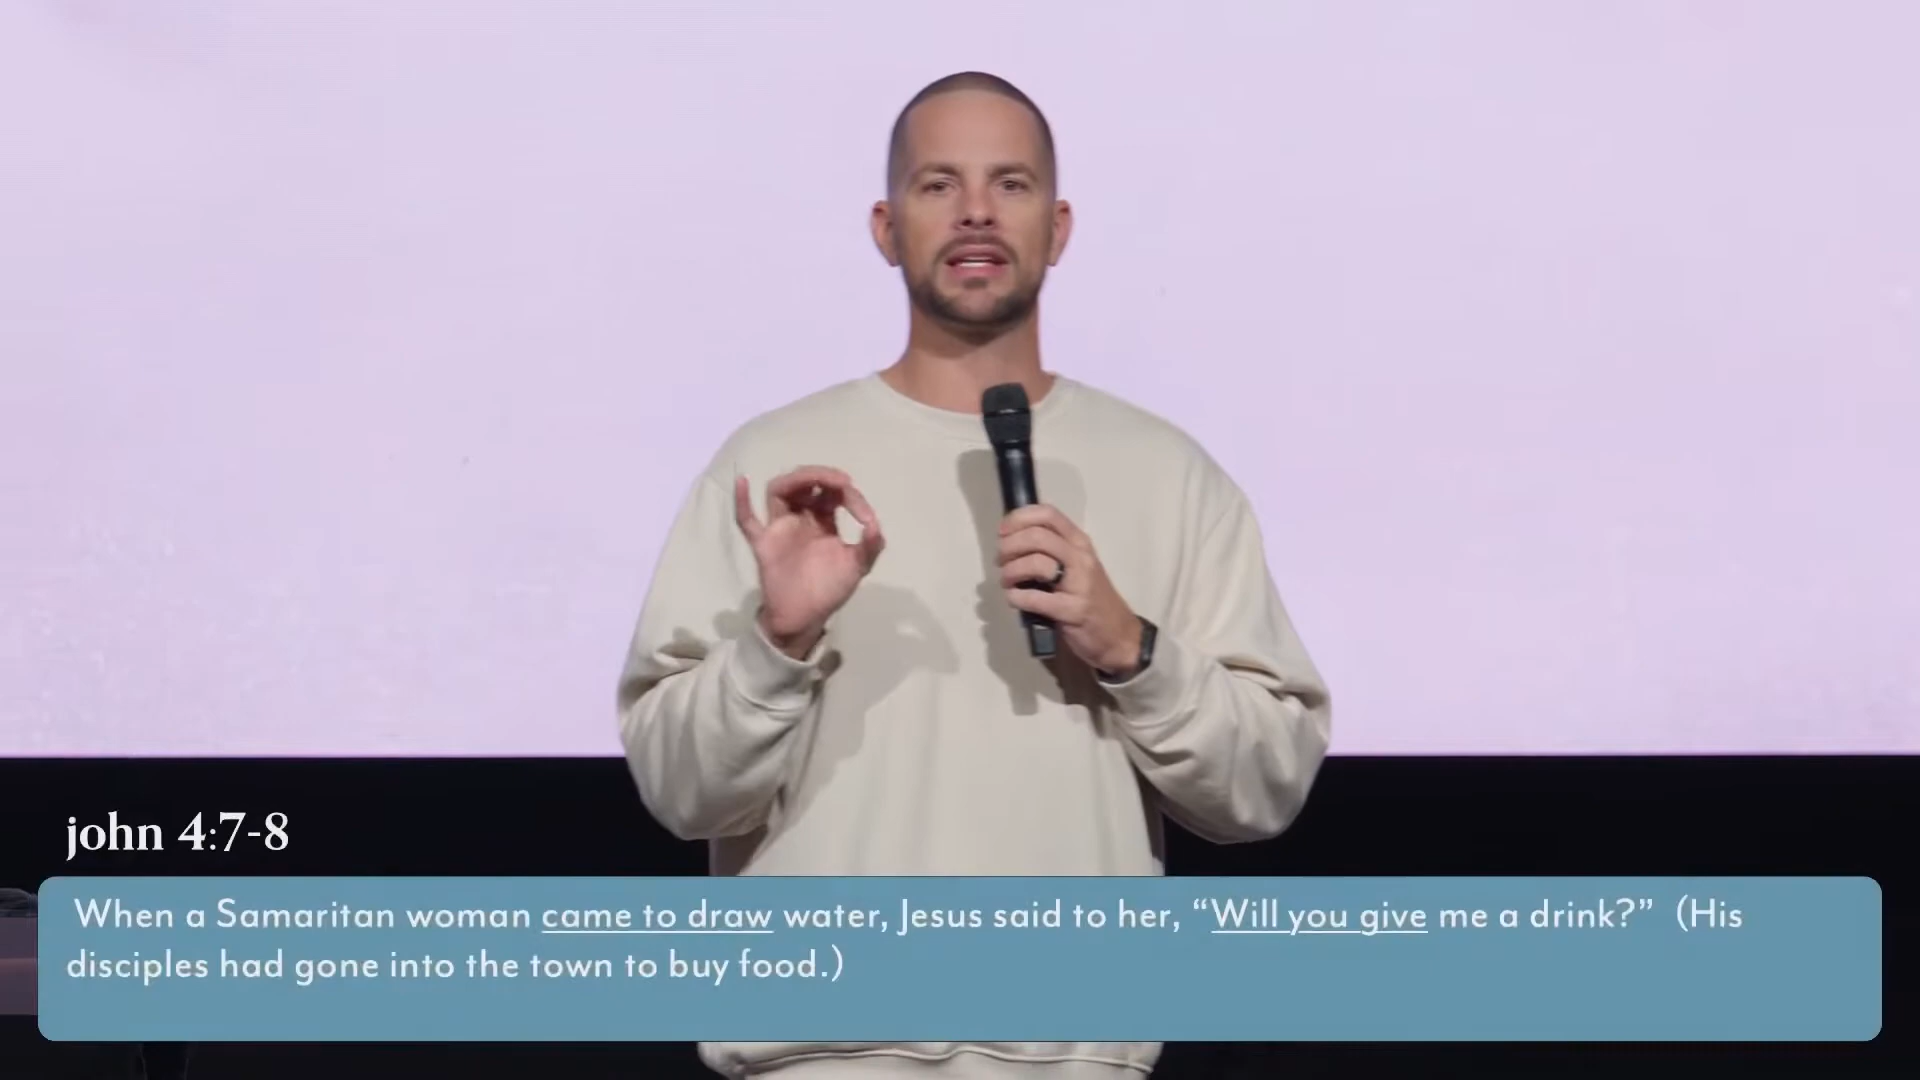 john 4:7-8
When a Samaritan woman came to draw water, Jesus said to her, “Will you give me a drink?” (His
disciples had gone into the town to buy food.)